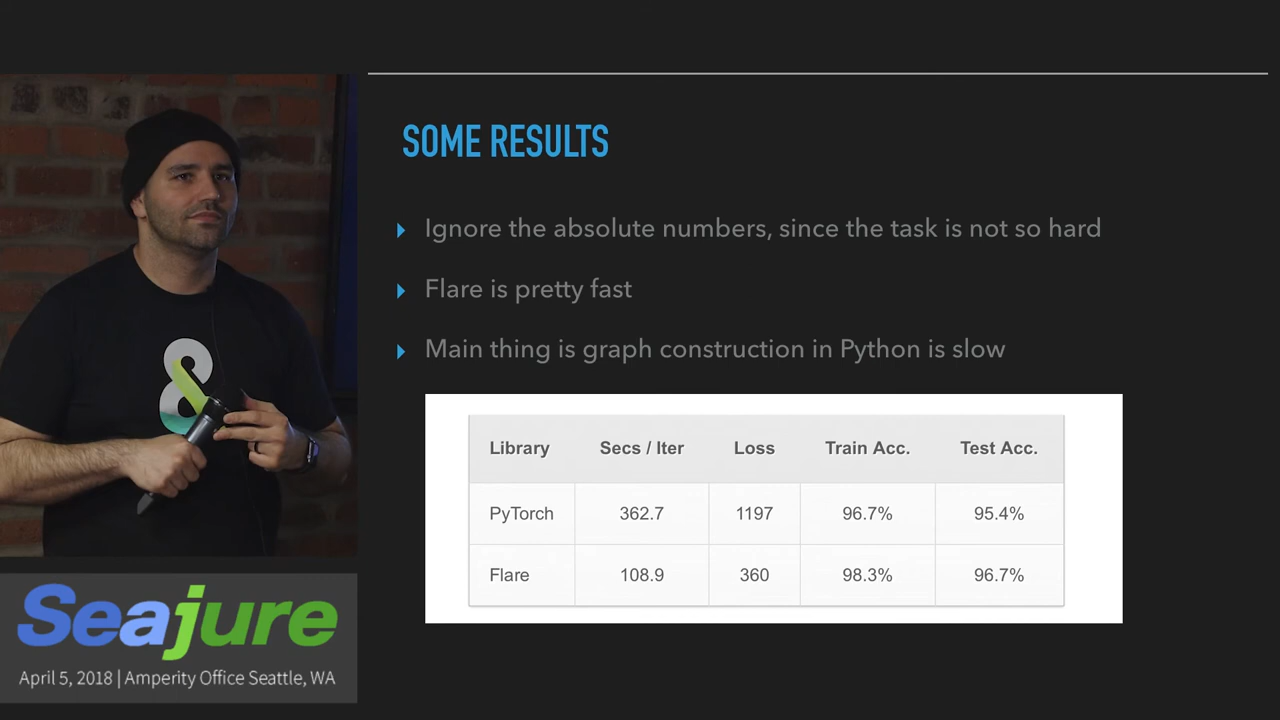 SOME RESULTS
Ignore the absolute numbers, since the task is not so hard
Flare is pretty fast
Main thing is graph construction in Python is slow
Library Secs / Iter Loss Train Acc. Test Acc.
PyTorch 362.7 1197 96.7% 95.4%
Flare 108.9 360 98.3% 96.7%
8
Seajure
April 5, 2018 | Amperity Office Seattle, WA